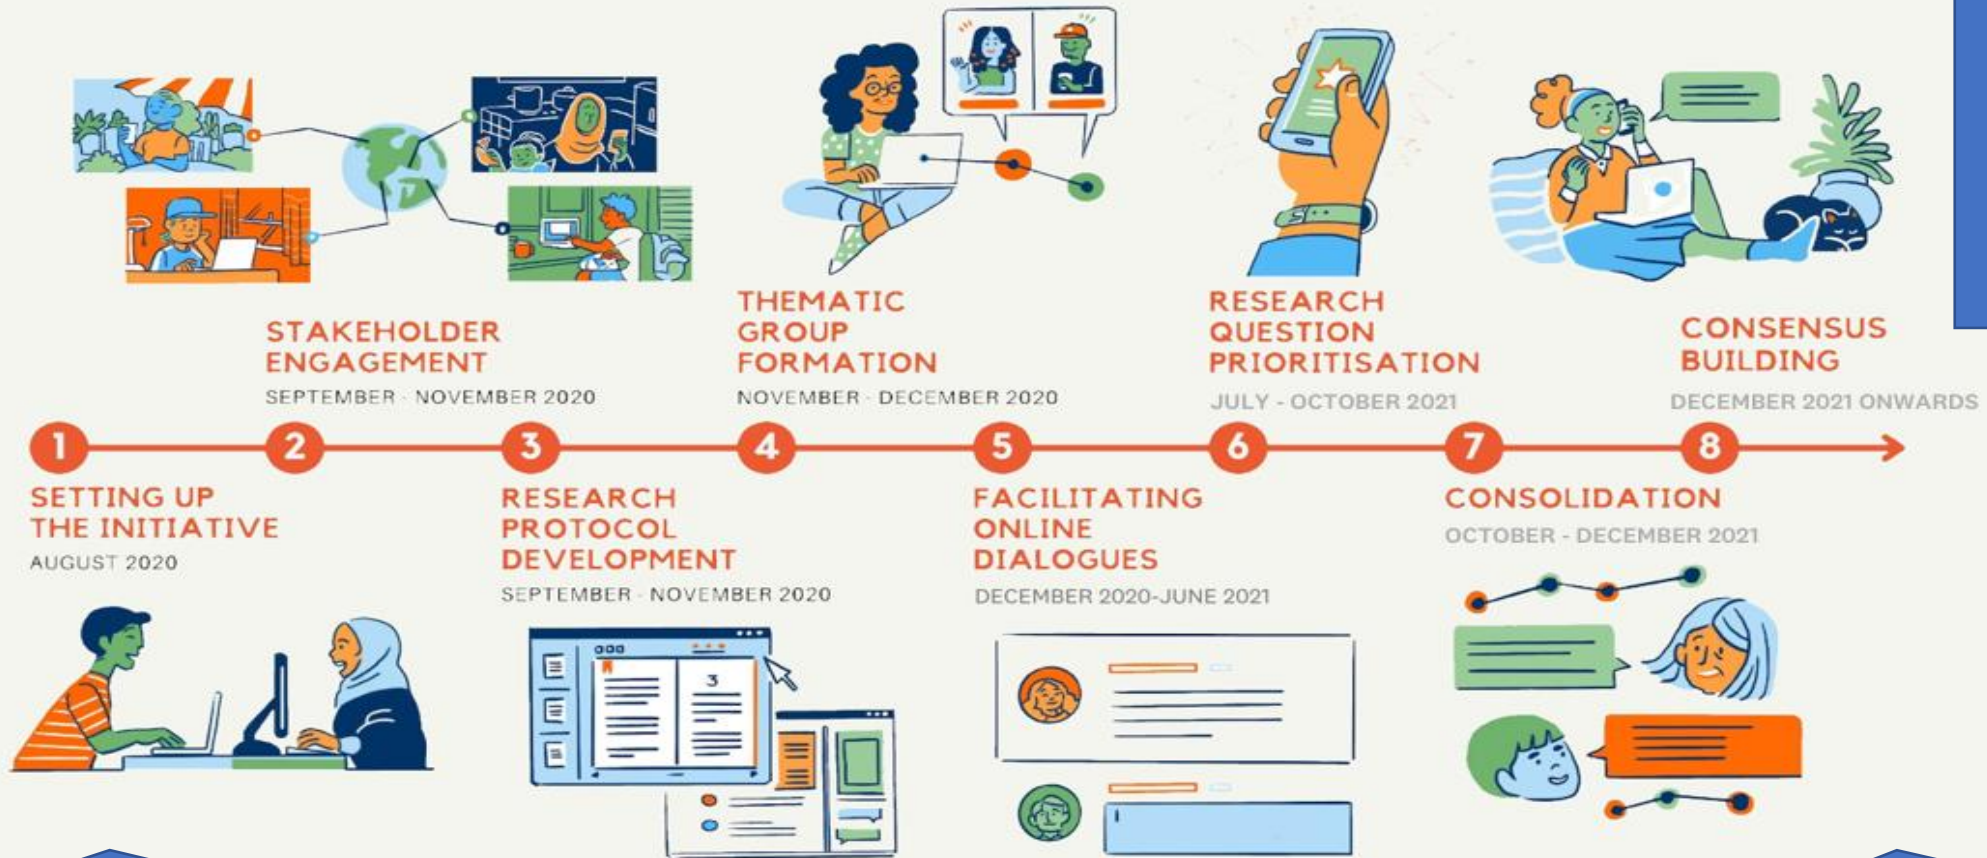 STAKEHOLDER
ENGAGEMENT
SEPTEMBER - NOVEMBER 2020
THEMATIC
GROUP
FORMATION
NOVEMBER - DECEMBER 2020
RESEARCH
QUESTION
PRIORITISATION
JULY - OCTOBER 2021
CONSENSUS
BUILDING
DECEMBER 2021 ONWARDS
1
2
3
4
5
6
7
8
SETTING UP
THE INITIATIVE
AUGUST 2020
RESEARCH
PROTOCOL
DEVELOPMENT
SEPTEMBER - NOVEMBER 2020
FACILITATING
ONLINE
DIALOGUES
DECEMBER 2020-JUNE 2021
CONSOLIDATION
OCTOBER - DECEMBER 2021
3